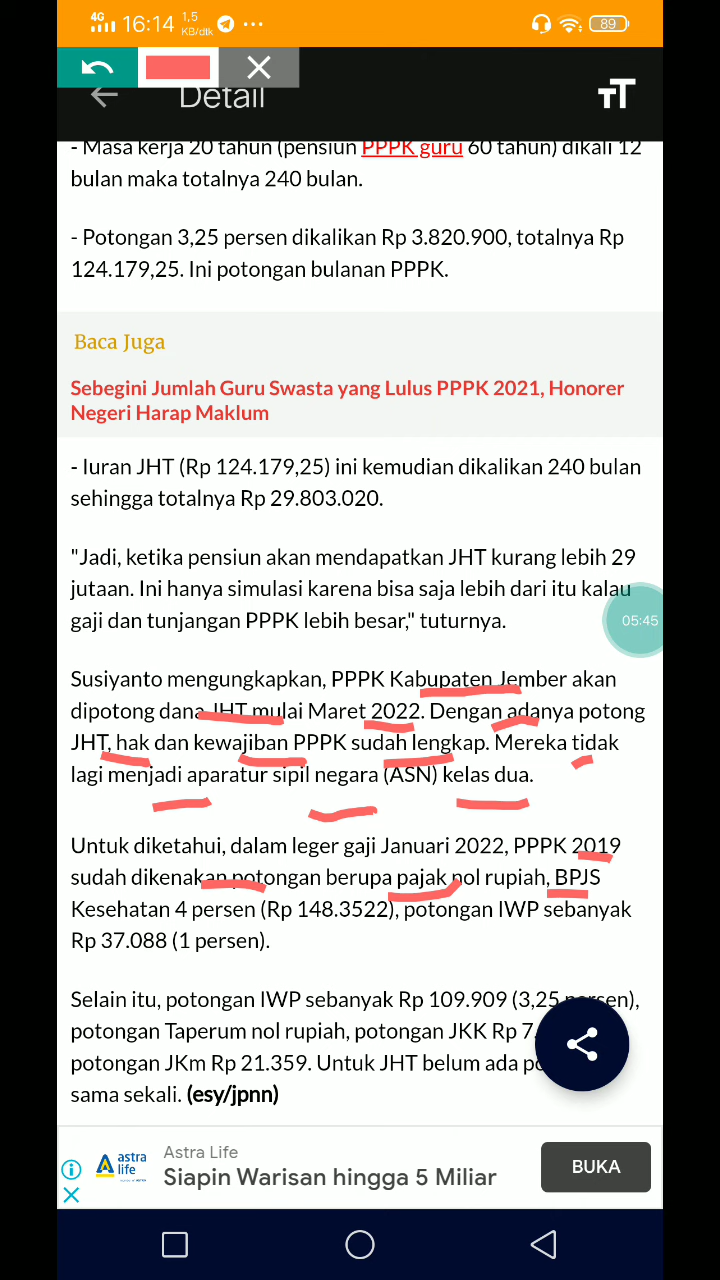 4G 16:14 1,5 KB/dtk 89
Detail
- Masa kerja 20 tahun (pensiun PPPK guru 60 tahun) dikali 12
bulan maka totalnya 240 bulan.
- Potongan 3,25 persen dikalikan Rp 3.820.900, totalnya Rp
124.179,25. Ini potongan bulanan PPPK.
Baca Juga
Sebegini Jumlah Guru Swasta yang Lulus PPPK 2021, Honorer
Negeri Harap Maklum
- Iuran JHT (Rp 124.179,25) ini kemudian dikalikan 240 bulan
sehingga totalnya Rp 29.803.020.
"Jadi, ketika pensiun akan mendapatkan JHT kurang lebih 29
jutaan. Ini hanya simulasi karena bisa saja lebih dari itu kalau
gaji dan tunjangan PPPK lebih besar," tuturnya.
05:45
Susiyanto mengungkapkan, PPPK Kabupaten Jember akan
dipotong dana JHT mulai Maret 2022. Dengan adanya potong
JHT, hak dan kewajiban PPPK sudah lengkap. Mereka tidak
lagi menjadi aparatur sipil negara (ASN) kelas dua.
Untuk diketahui, dalam leger gaji Januari 2022, PPPK 2019
sudah dikenakan potongan berupa pajak nol rupiah, BPJS
Kesehatan 4 persen (Rp 148.3522), potongan IWP sebanyak
Rp 37.088 (1 persen).
Selain itu, potongan IWP sebanyak Rp 109.909 (3,25 persen),
potongan Taperum nol rupiah, potongan JKK Rp 7.
potongan JKm Rp 21.359. Untuk JHT belum ada
sama sekali. (esy/jpnn)
astra life
Astra Life
Siapin Warisan hingga 5 Miliar
BUKA